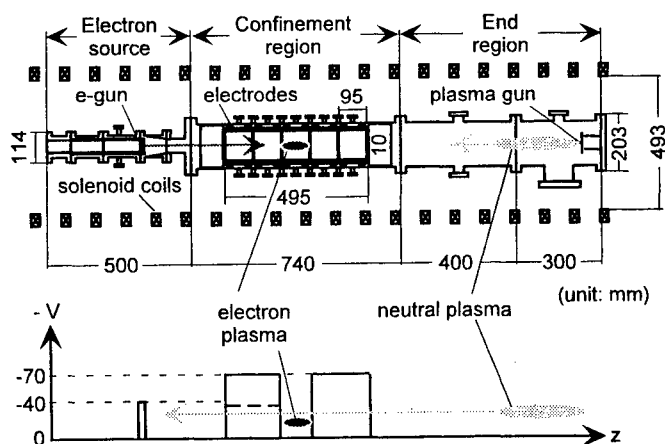 Electron source
Confinement region
End region
e-gun
electrodes
95
plasma gun
114
10
203
493
solenoid coils
495
500
740
400
300
(unit: mm)
electron plasma
neutral plasma
- V
-70
-40
0
z